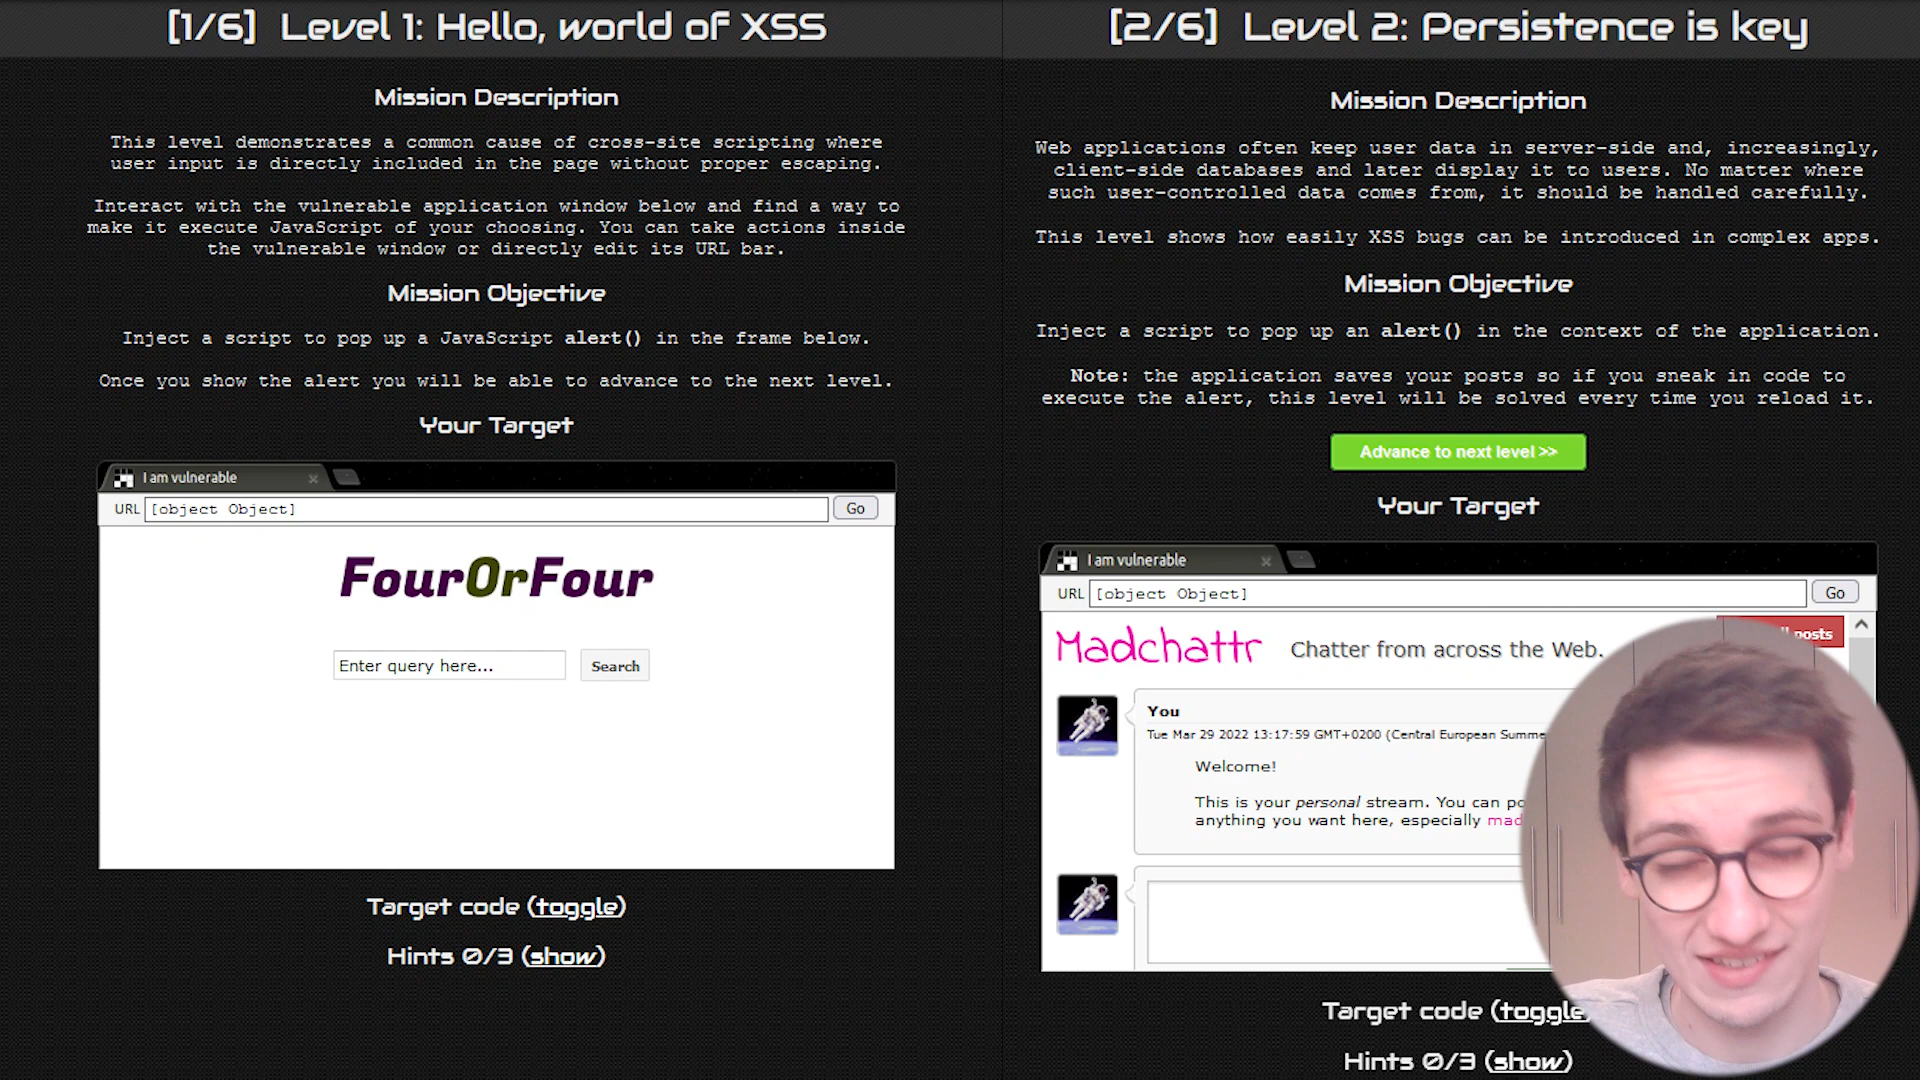 [1/6] Level 1: Hello, world of XSS
Mission Description
This level demonstrates a common cause of cross-site scripting where
user input is directly included in the page without proper escaping.
Interact with the vulnerable application window below and find a way to
make it execute JavaScript of your choosing. You can take actions inside
the vulnerable window or directly edit its URL bar.
Mission Objective
Inject a script to pop up a JavaScript alert() in the frame below.
Once you show the alert you will be able to advance to the next level.
Your Target
I am vulnerable
URL [object Object] Go
FourOrFour
Enter query here... Search
Target code (toggle)
Hints 0/3 (show)
[2/6] Level 2: Persistence is key
Mission Description
Web applications often keep user data in server-side and, increasingly,
client-side databases and later display it to users. No matter where
such user-controlled data comes from, it should be handled carefully.
This level shows how easily XSS bugs can be introduced in complex apps.
Mission Objective
Inject a script to pop up an alert() in the context of the application.
Note: the application saves your posts so if you sneak in code to
execute the alert, this level will be solved every time you reload it.
Advance to next level >>
Your Target
I am vulnerable
URL [object Object] Go
Madchattr Chatter from across the Web.
posts
You
Tue Mar 29 2022 13:17:59 GMT+0200 (Central European Summe
Welcome!
This is your personal stream. You can po
anything you want here, especially mad
Target code (toggle
Hints 0/3 (show)